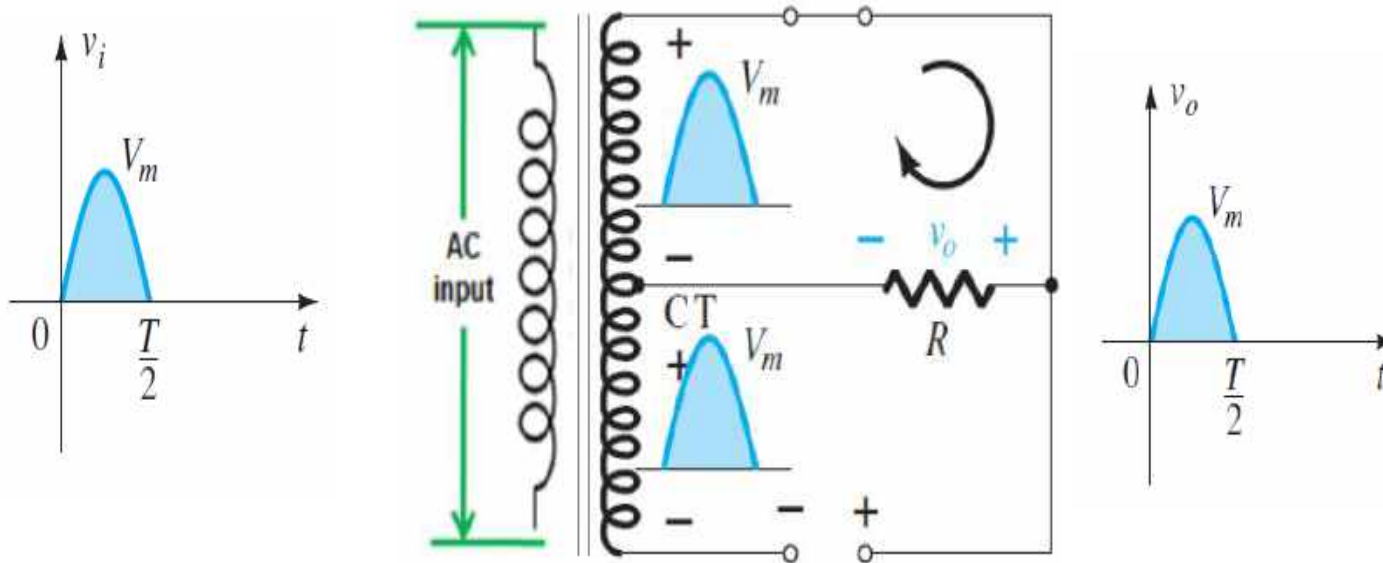 v_i
V_m
0
T/2
t
AC
input
+
V_m
−
CT
+
V_m
−
− +
− v_o +
R
v_o
V_m
0
T/2
t